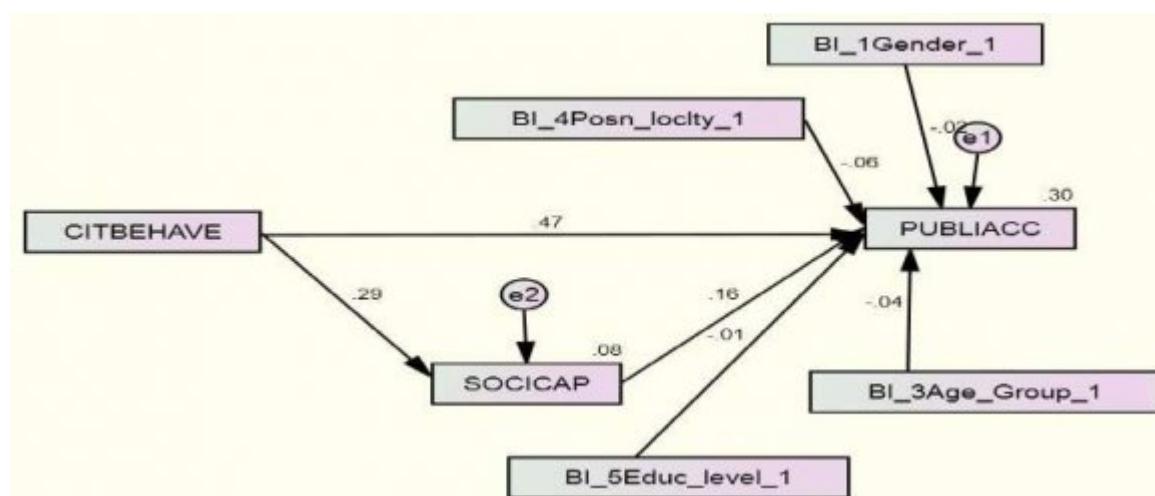 BI_1Gender_1
BI_4Posn_loclty_1
-.02
e1
-.06
.30
CITBEHAVE
.47
PUBLIACC
.29
e2
.16
-.04
-.01
.08
SOCICAP
BI_3Age_Group_1
BI_5Educ_level_1